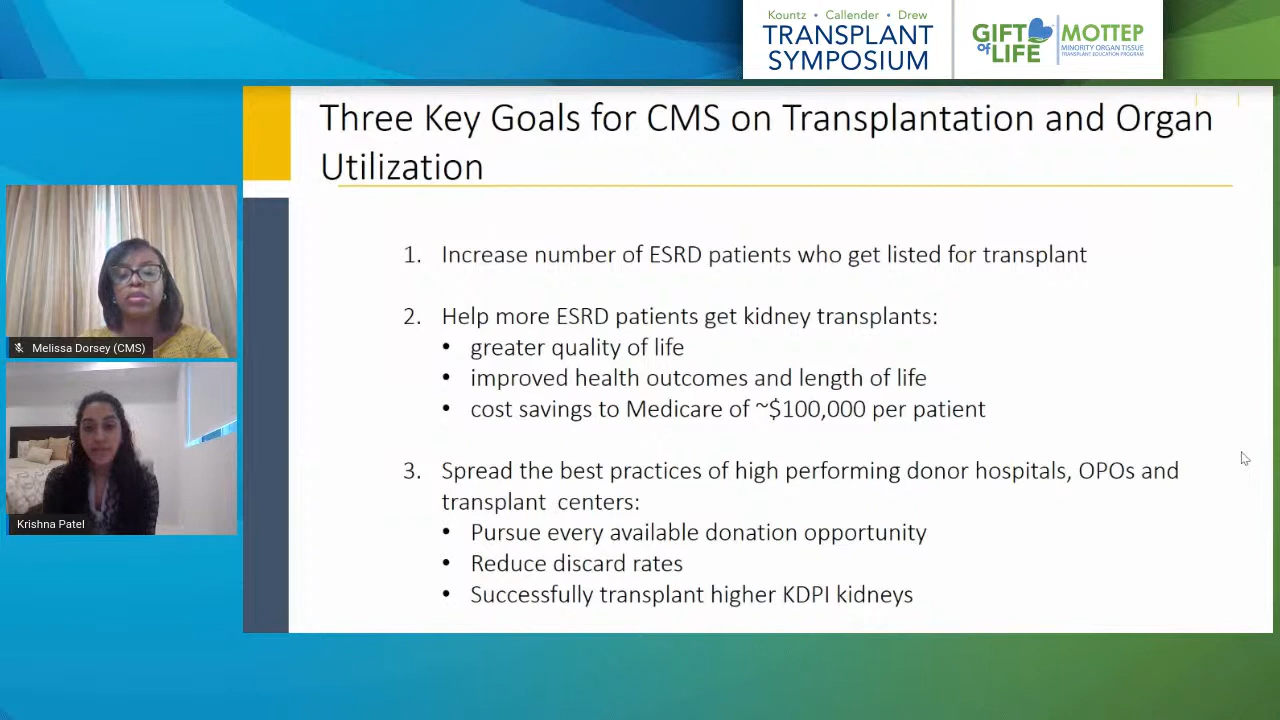 Kountz • Callender • Drew
TRANSPLANT
SYMPOSIUM
GIFT
of LIFE
MOTTEP
MINORITY ORGAN TISSUE
TRANSPLANT EDUCATION PROGRAM
Three Key Goals for CMS on Transplantation and Organ
Utilization
1. Increase number of ESRD patients who get listed for transplant
2. Help more ESRD patients get kidney transplants:
• greater quality of life
• improved health outcomes and length of life
• cost savings to Medicare of ~$100,000 per patient
3. Spread the best practices of high performing donor hospitals, OPOs and
transplant centers:
• Pursue every available donation opportunity
• Reduce discard rates
• Successfully transplant higher KDPI kidneys
Melissa Dorsey (CMS)
Krishna Patel